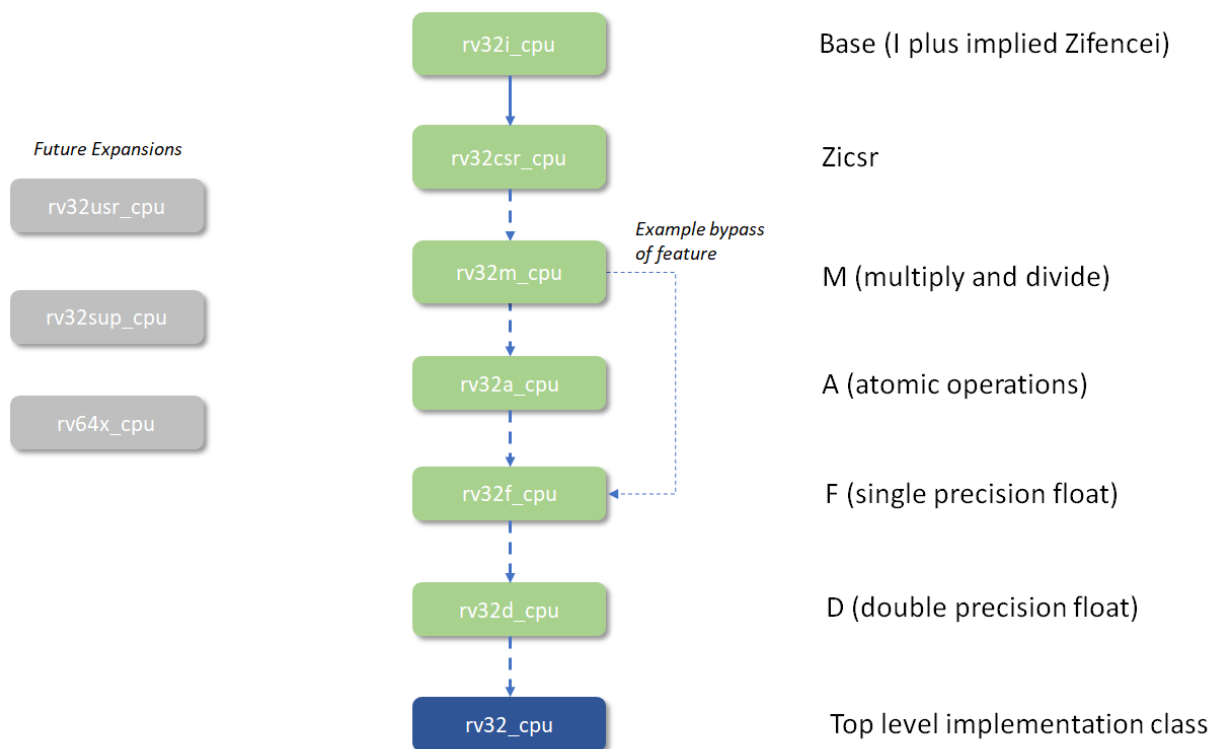 rv32i_cpu
Base (I plus implied Zifencei)
Future Expansions
rv32csr_cpu
Zicsr
rv32usr_cpu
Example bypass
of feature
rv32m_cpu
M (multiply and divide)
rv32sup_cpu
rv32a_cpu
A (atomic operations)
rv64x_cpu
rv32f_cpu
F (single precision float)
rv32d_cpu
D (double precision float)
rv32_cpu
Top level implementation class